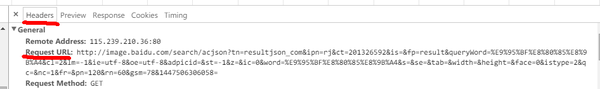 Headers Preview Response Cookies Timing
General
Remote Address: 115.239.210.36:80
Request URL: http://image.baidu.com/search/acjson?tn=resultjson_com&ipn=rj&ct=201326592&is=&fp=result&queryWord=%E9%95%BF%E8%80%85%E8%9
B%A4&cl=2&lm=-1&ie=utf-8&oe=utf-8&adpicid=&st=-1&z=&ic=0&word=%E9%95%BF%E8%80%85%E8%9B%A4&s=&se=&tab=&width=&height=&face=0&istype=2&q
c=&nc=1&fr=&pn=120&rn=60&gsm=78&1447506306058=
Request Method: GET